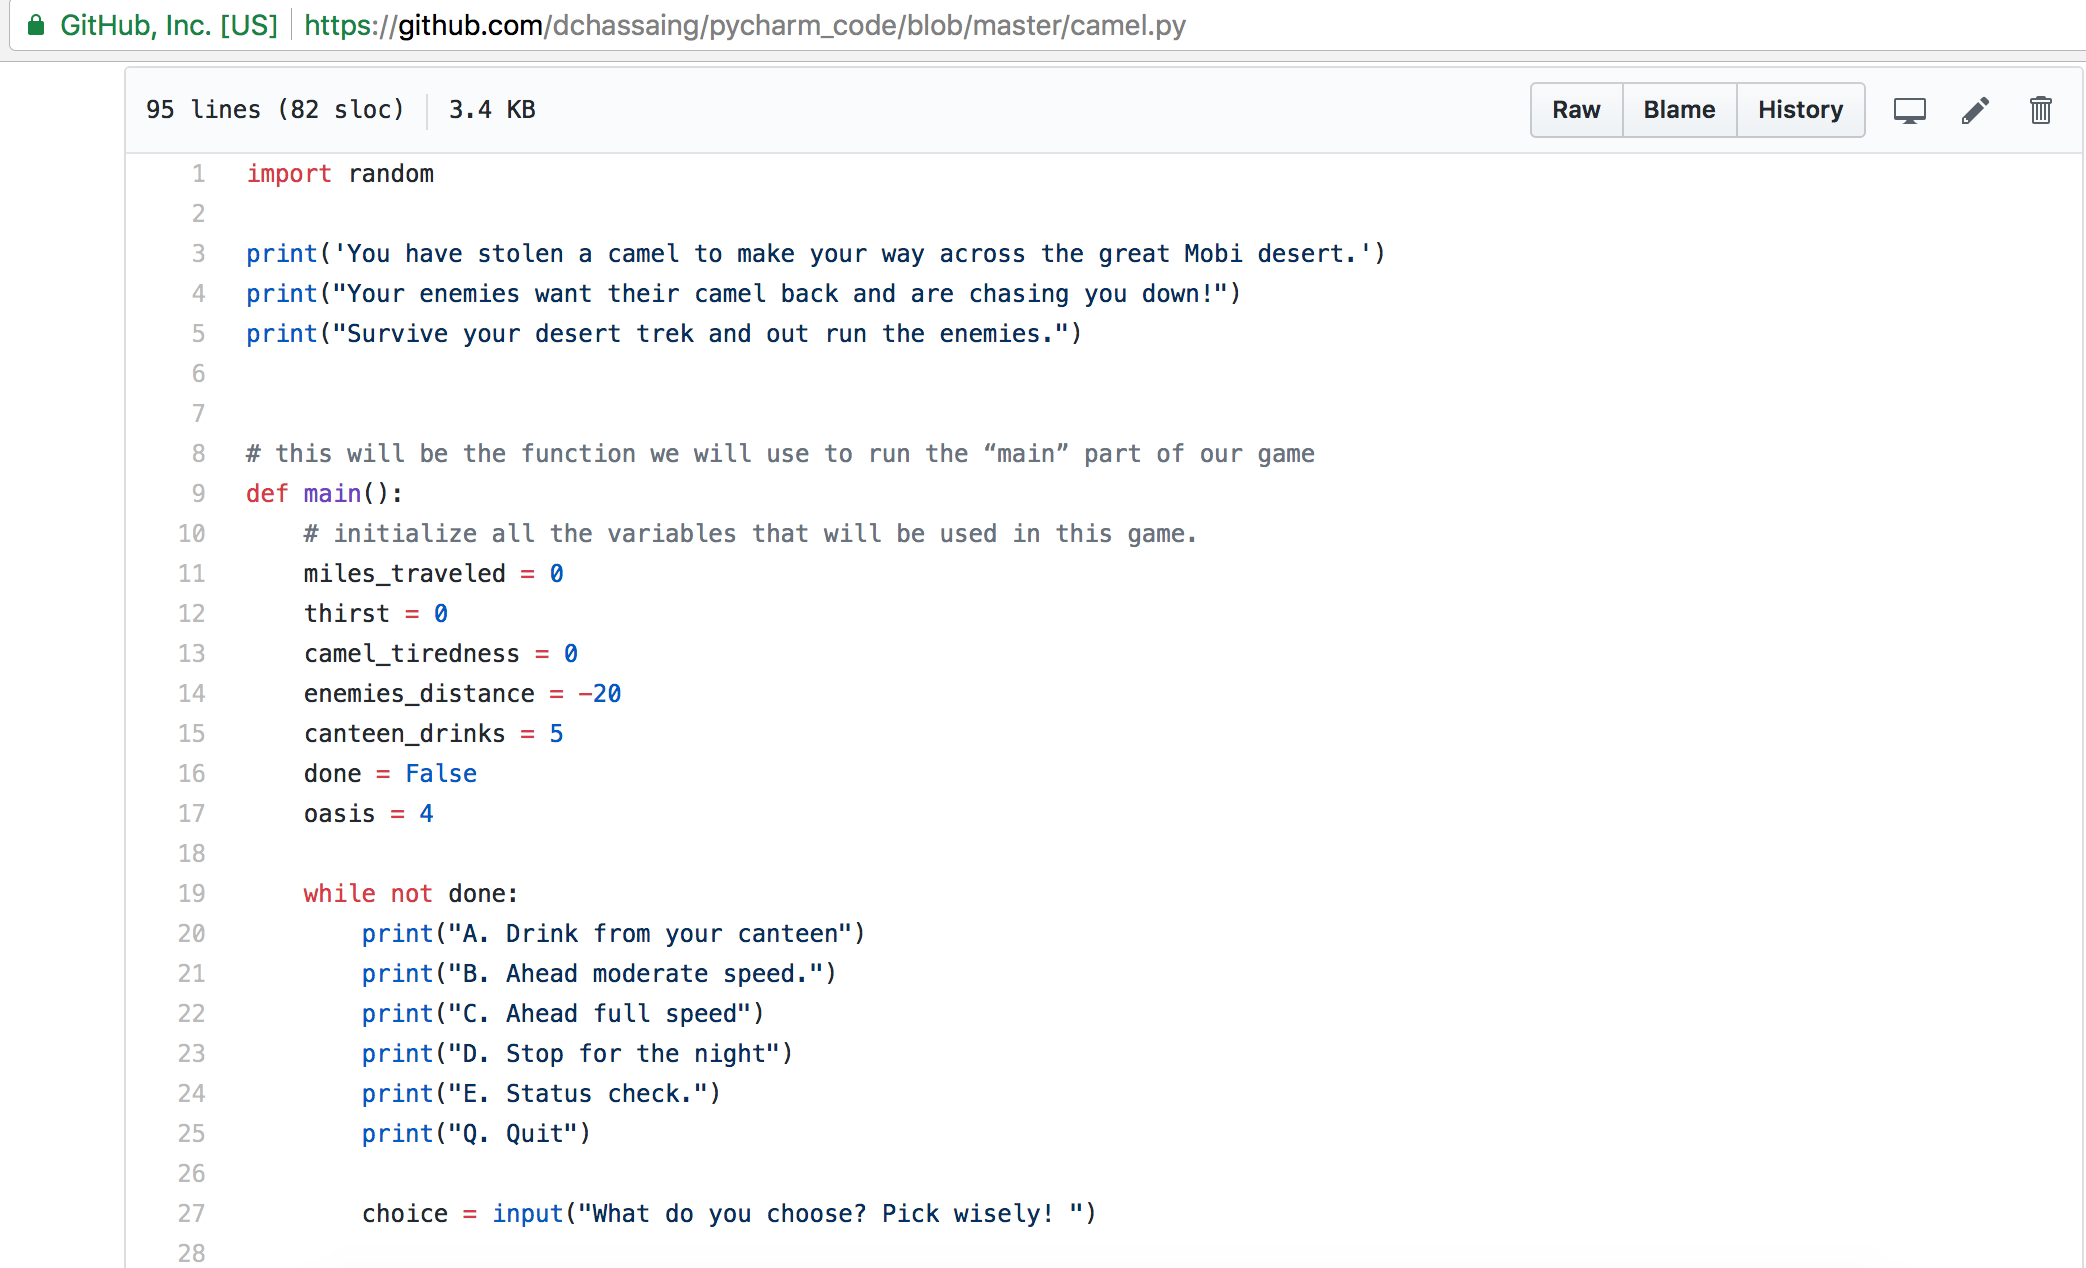 GitHub, Inc. [US] https://github.com/dchassaing/pycharm_code/blob/master/camel.py
95 lines (82 sloc) 3.4 KB Raw Blame History
1 import random
2
3 print('You have stolen a camel to make your way across the great Mobi desert.')
4 print("Your enemies want their camel back and are chasing you down!")
5 print("Survive your desert trek and out run the enemies.")
6
7
8 # this will be the function we will use to run the “main” part of our game
9 def main():
10     # initialize all the variables that will be used in this game.
11     miles_traveled = 0
12     thirst = 0
13     camel_tiredness = 0
14     enemies_distance = -20
15     canteen_drinks = 5
16     done = False
17     oasis = 4
18
19     while not done:
20         print("A. Drink from your canteen")
21         print("B. Ahead moderate speed.")
22         print("C. Ahead full speed")
23         print("D. Stop for the night")
24         print("E. Status check.")
25         print("Q. Quit")
26
27         choice = input("What do you choose? Pick wisely! ")
28